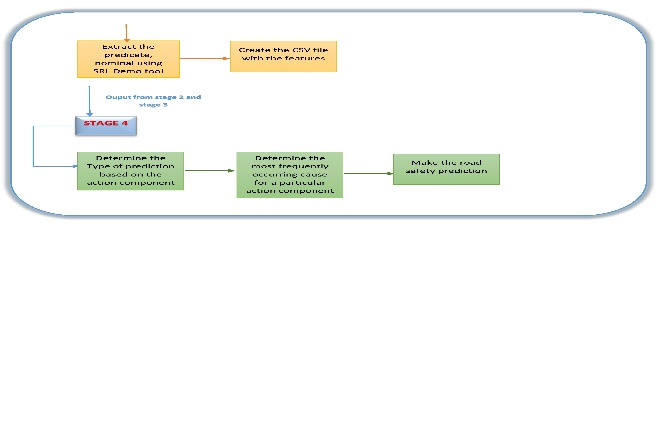 Extract the
predicate,
nominal using
SRL Demo tool
Create the CSV file
with the features
Ouput from stage 2 and
stage 3
STAGE 4
Determine the
Type of prediction
based on the
action component
Determine the
most frequently
occurring cause
for a particular
action component
Make the road
safety prediction